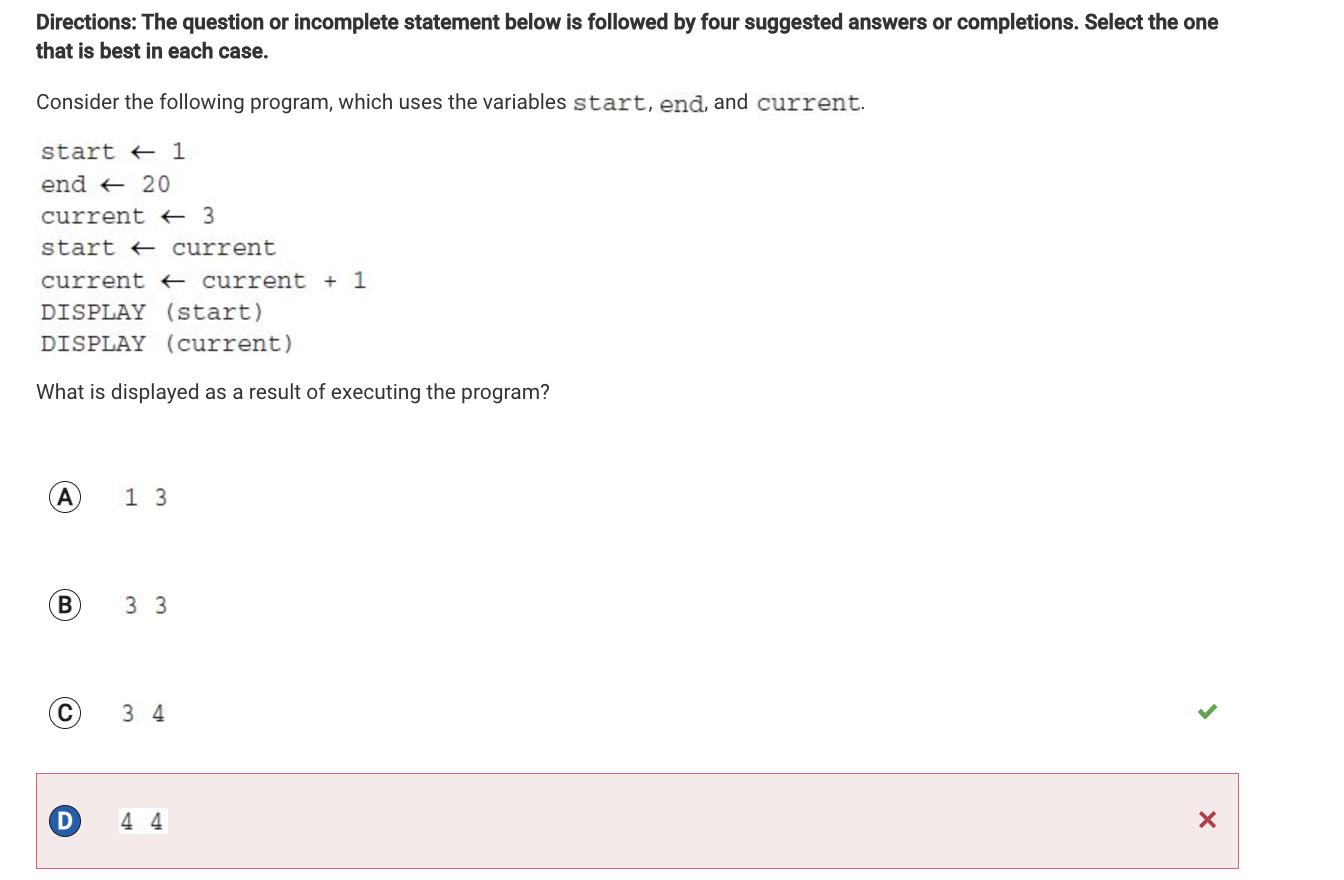 Directions: The question or incomplete statement below is followed by four suggested answers or completions. Select the one
that is best in each case.
Consider the following program, which uses the variables start, end, and current.
start ← 1
end ← 20
current ← 3
start ← current
current ← current + 1
DISPLAY (start)
DISPLAY (current)
What is displayed as a result of executing the program?
A 1 3
B 3 3
C 3 4
D 4 4